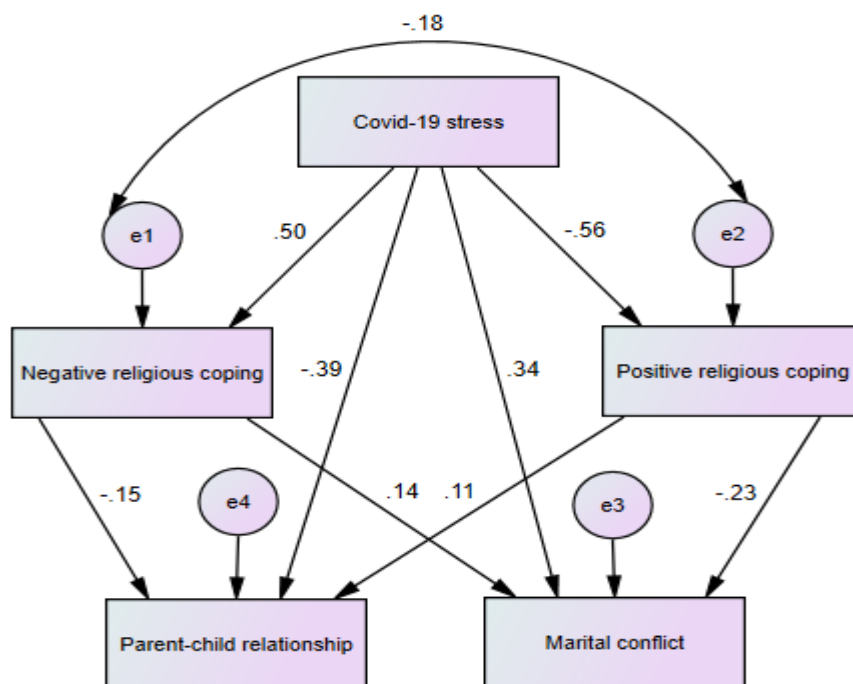 -.18
Covid-19 stress
e1
e2
.50
-.56
Negative religious coping
-.39
.34
Positive religious coping
-.15
e4
.14
.11
e3
-.23
Parent-child relationship
Marital conflict